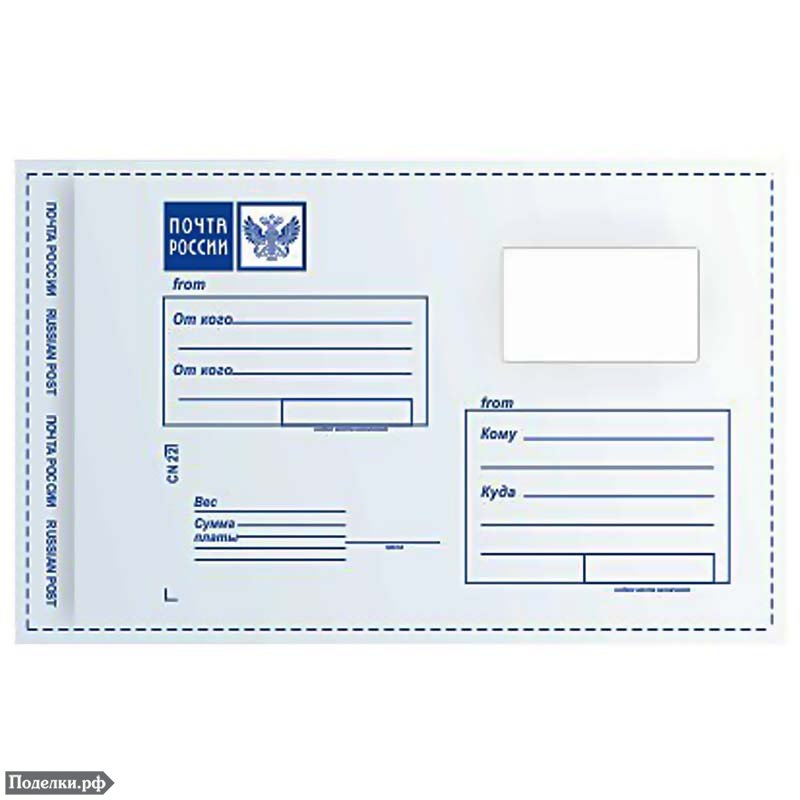 ПОЧТА РОССИИ RUSSIAN POST ПОЧТА РОССИИ RUSSIAN POST
ПОЧТА
РОССИИ
from
От кого
От кого
from
Кому
Куда
CN 22
Вес
Сумма
платы
Поделки.рф